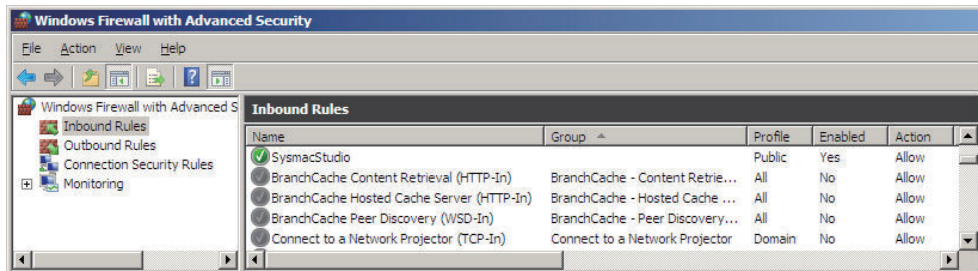 Windows Firewall with Advanced Security
File Action View Help
Windows Firewall with Advanced S
Inbound Rules
Outbound Rules
Connection Security Rules
Monitoring
Inbound Rules
Name Group Profile Enabled Action
SysmacStudio Public Yes Allow
BranchCache Content Retrieval (HTTP-In) BranchCache - Content Retrie... All No Allow
BranchCache Hosted Cache Server (HTTP-In) BranchCache - Hosted Cache ... All No Allow
BranchCache Peer Discovery (WSD-In) BranchCache - Peer Discovery... All No Allow
Connect to a Network Projector (TCP-In) Connect to a Network Projector Domain No Allow